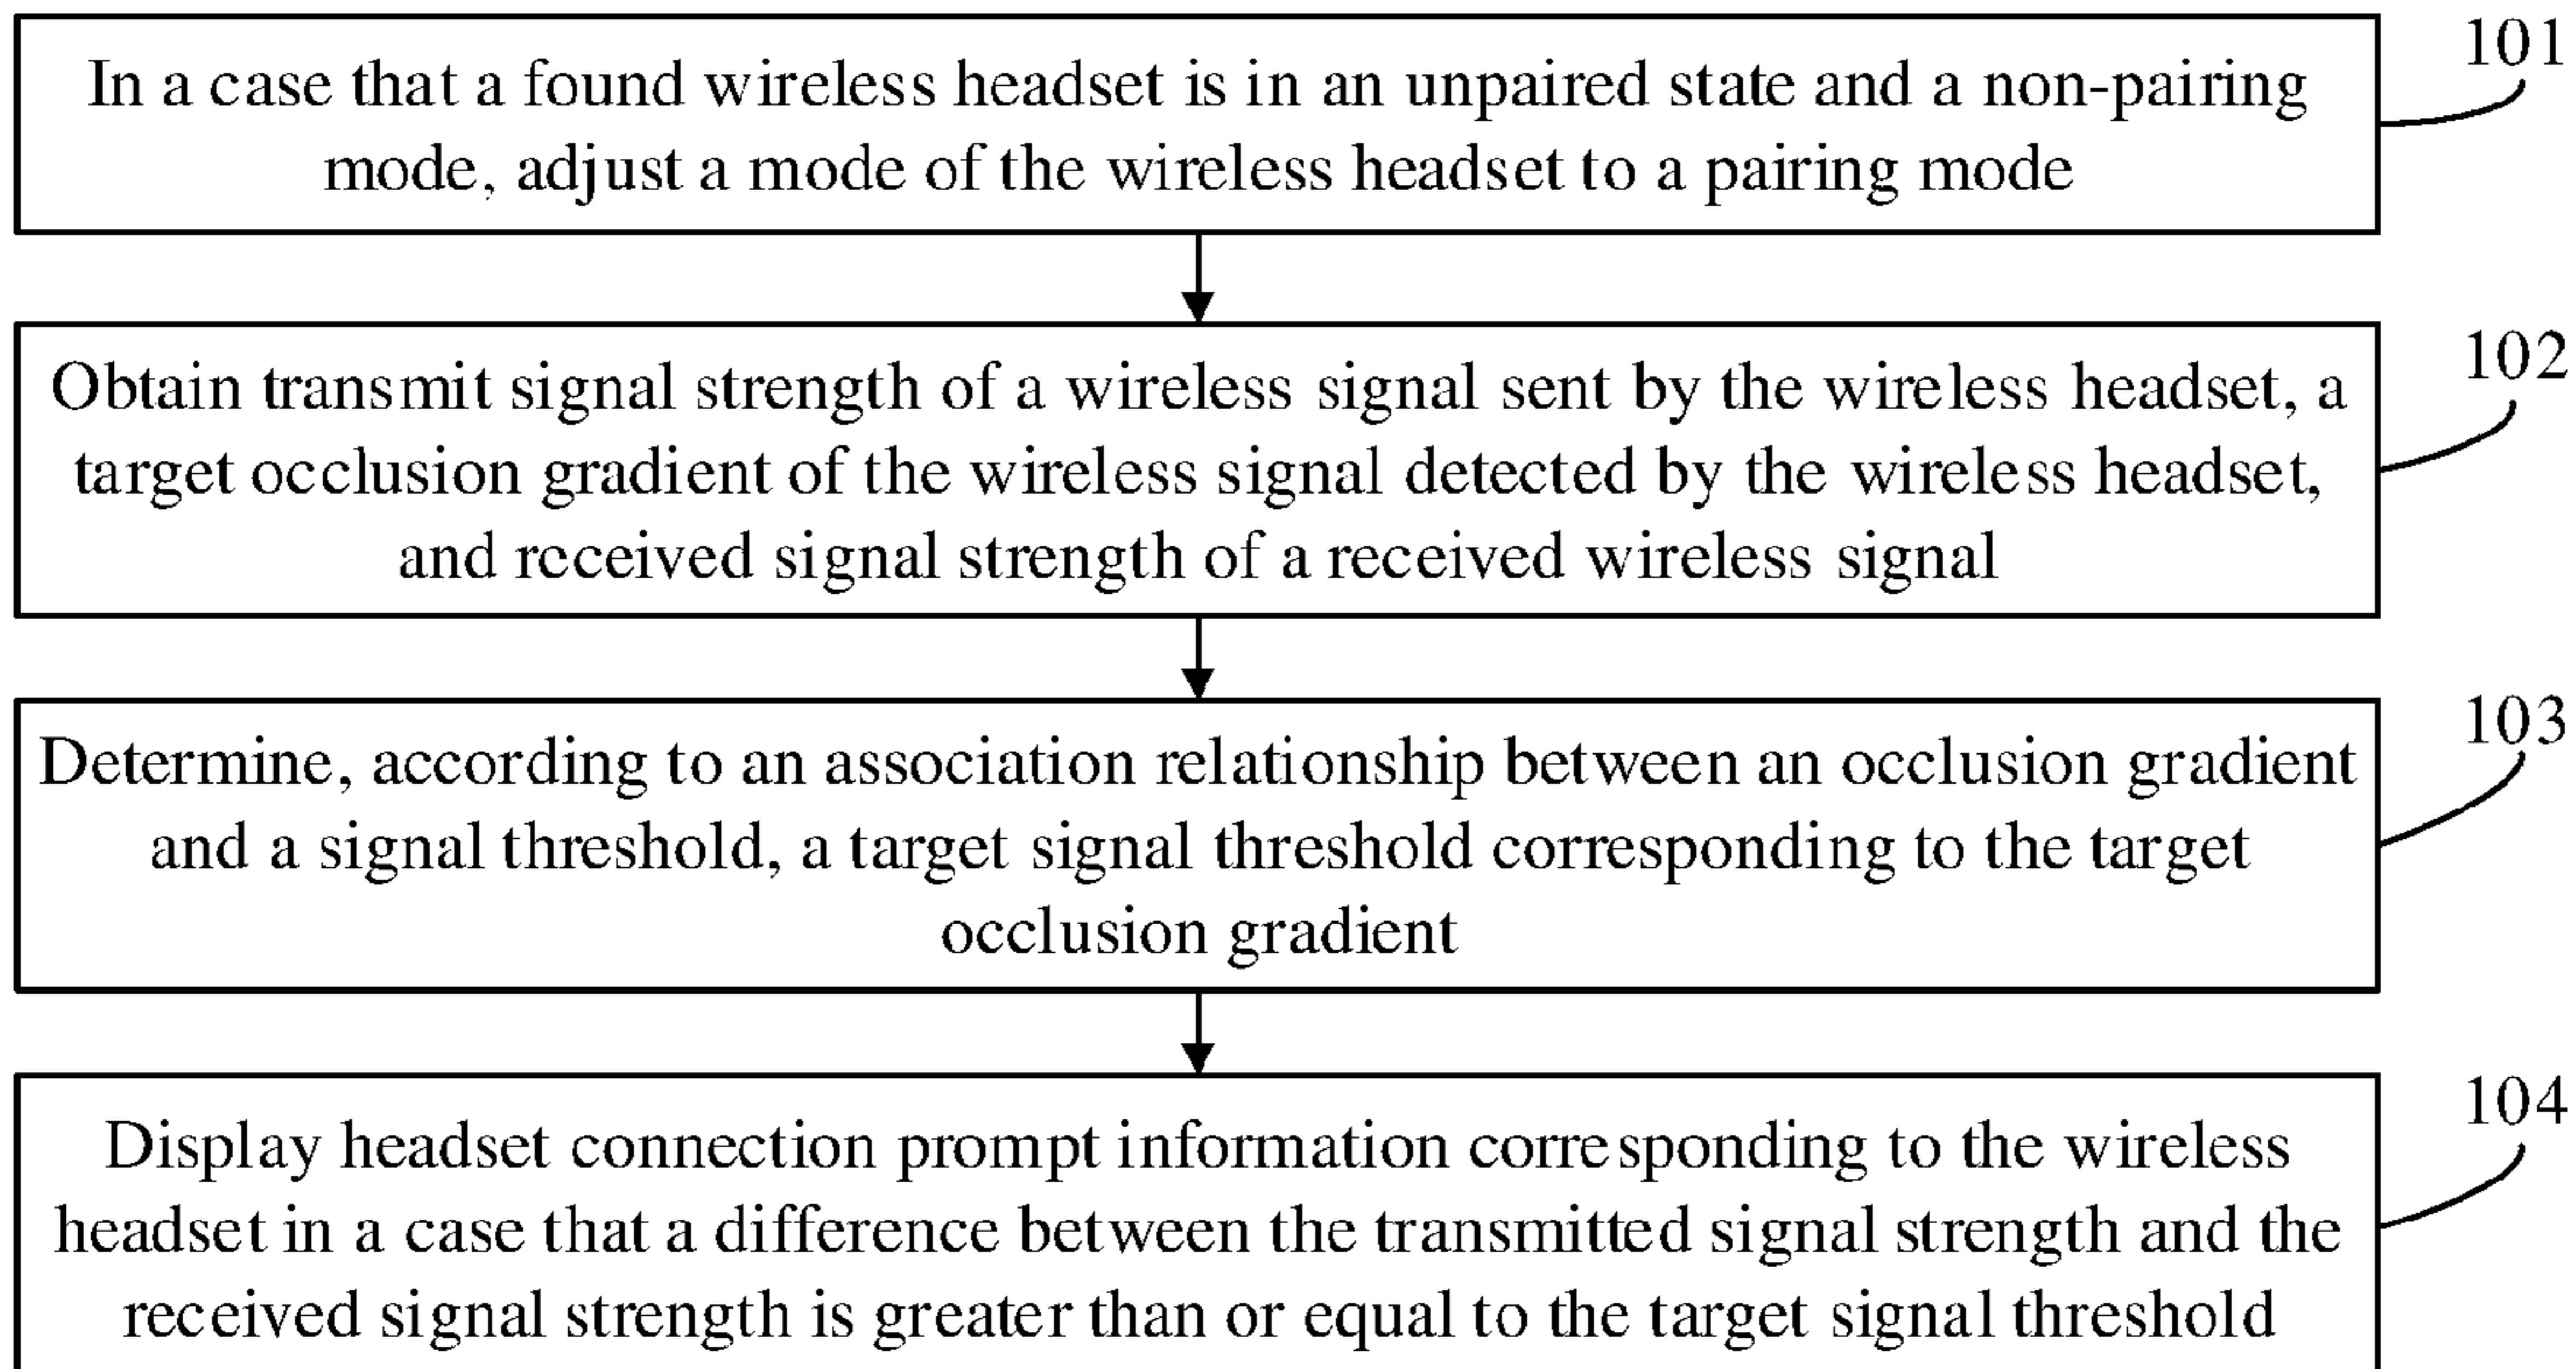 In a case that a found wireless headset is in an unpaired state and a non-pairing
mode, adjust a mode of the wireless headset to a pairing mode
101
Obtain transmit signal strength of a wireless signal sent by the wireless headset, a
target occlusion gradient of the wireless signal detected by the wireless headset,
and received signal strength of a received wireless signal
102
Determine, according to an association relationship between an occlusion gradient
and a signal threshold, a target signal threshold corresponding to the target
occlusion gradient
103
Display headset connection prompt information corresponding to the wireless
headset in a case that a difference between the transmitted signal strength and the
received signal strength is greater than or equal to the target signal threshold
104